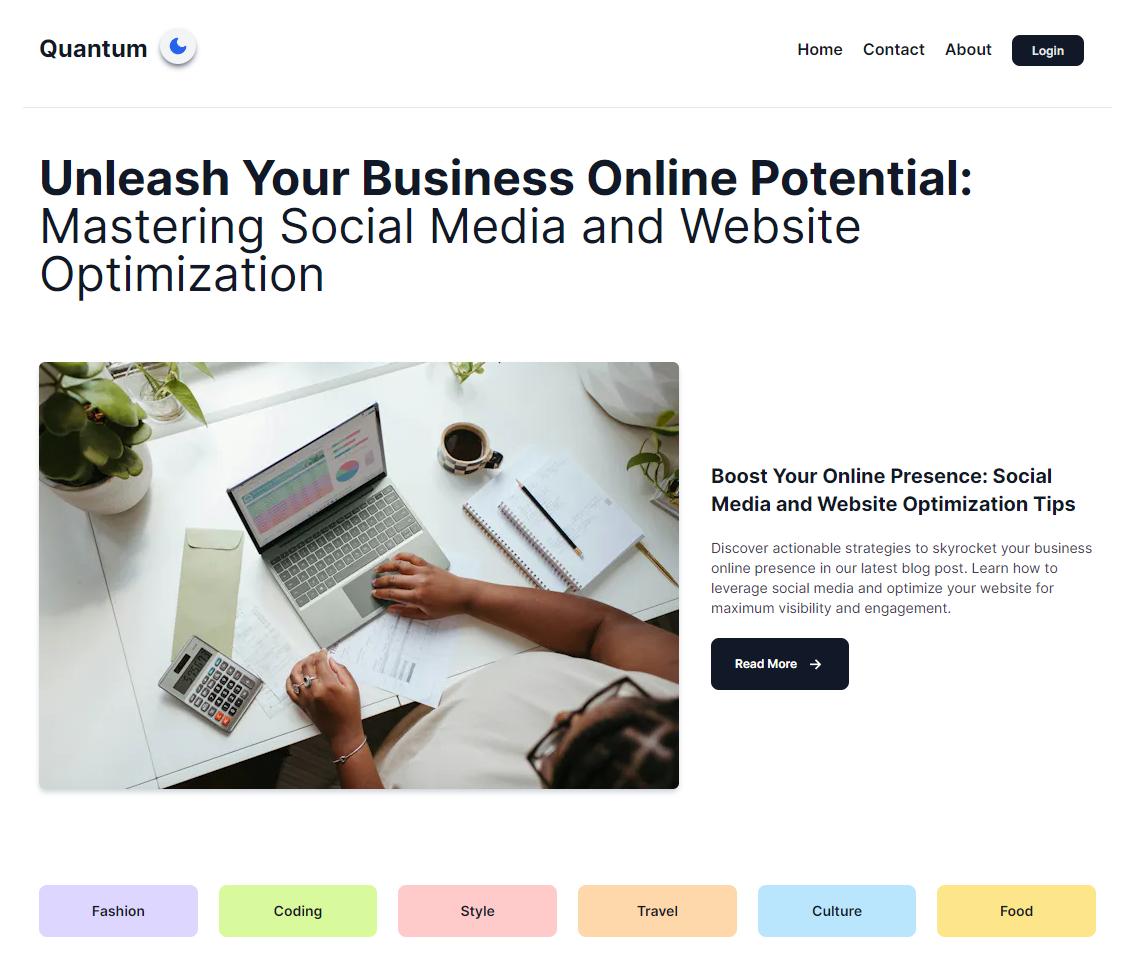 Quantum
Home Contact About Login
Unleash Your Business Online Potential:
Mastering Social Media and Website
Optimization
Boost Your Online Presence: Social
Media and Website Optimization Tips
Discover actionable strategies to skyrocket your business
online presence in our latest blog post. Learn how to
leverage social media and optimize your website for
maximum visibility and engagement.
Read More
Fashion Coding Style Travel Culture Food